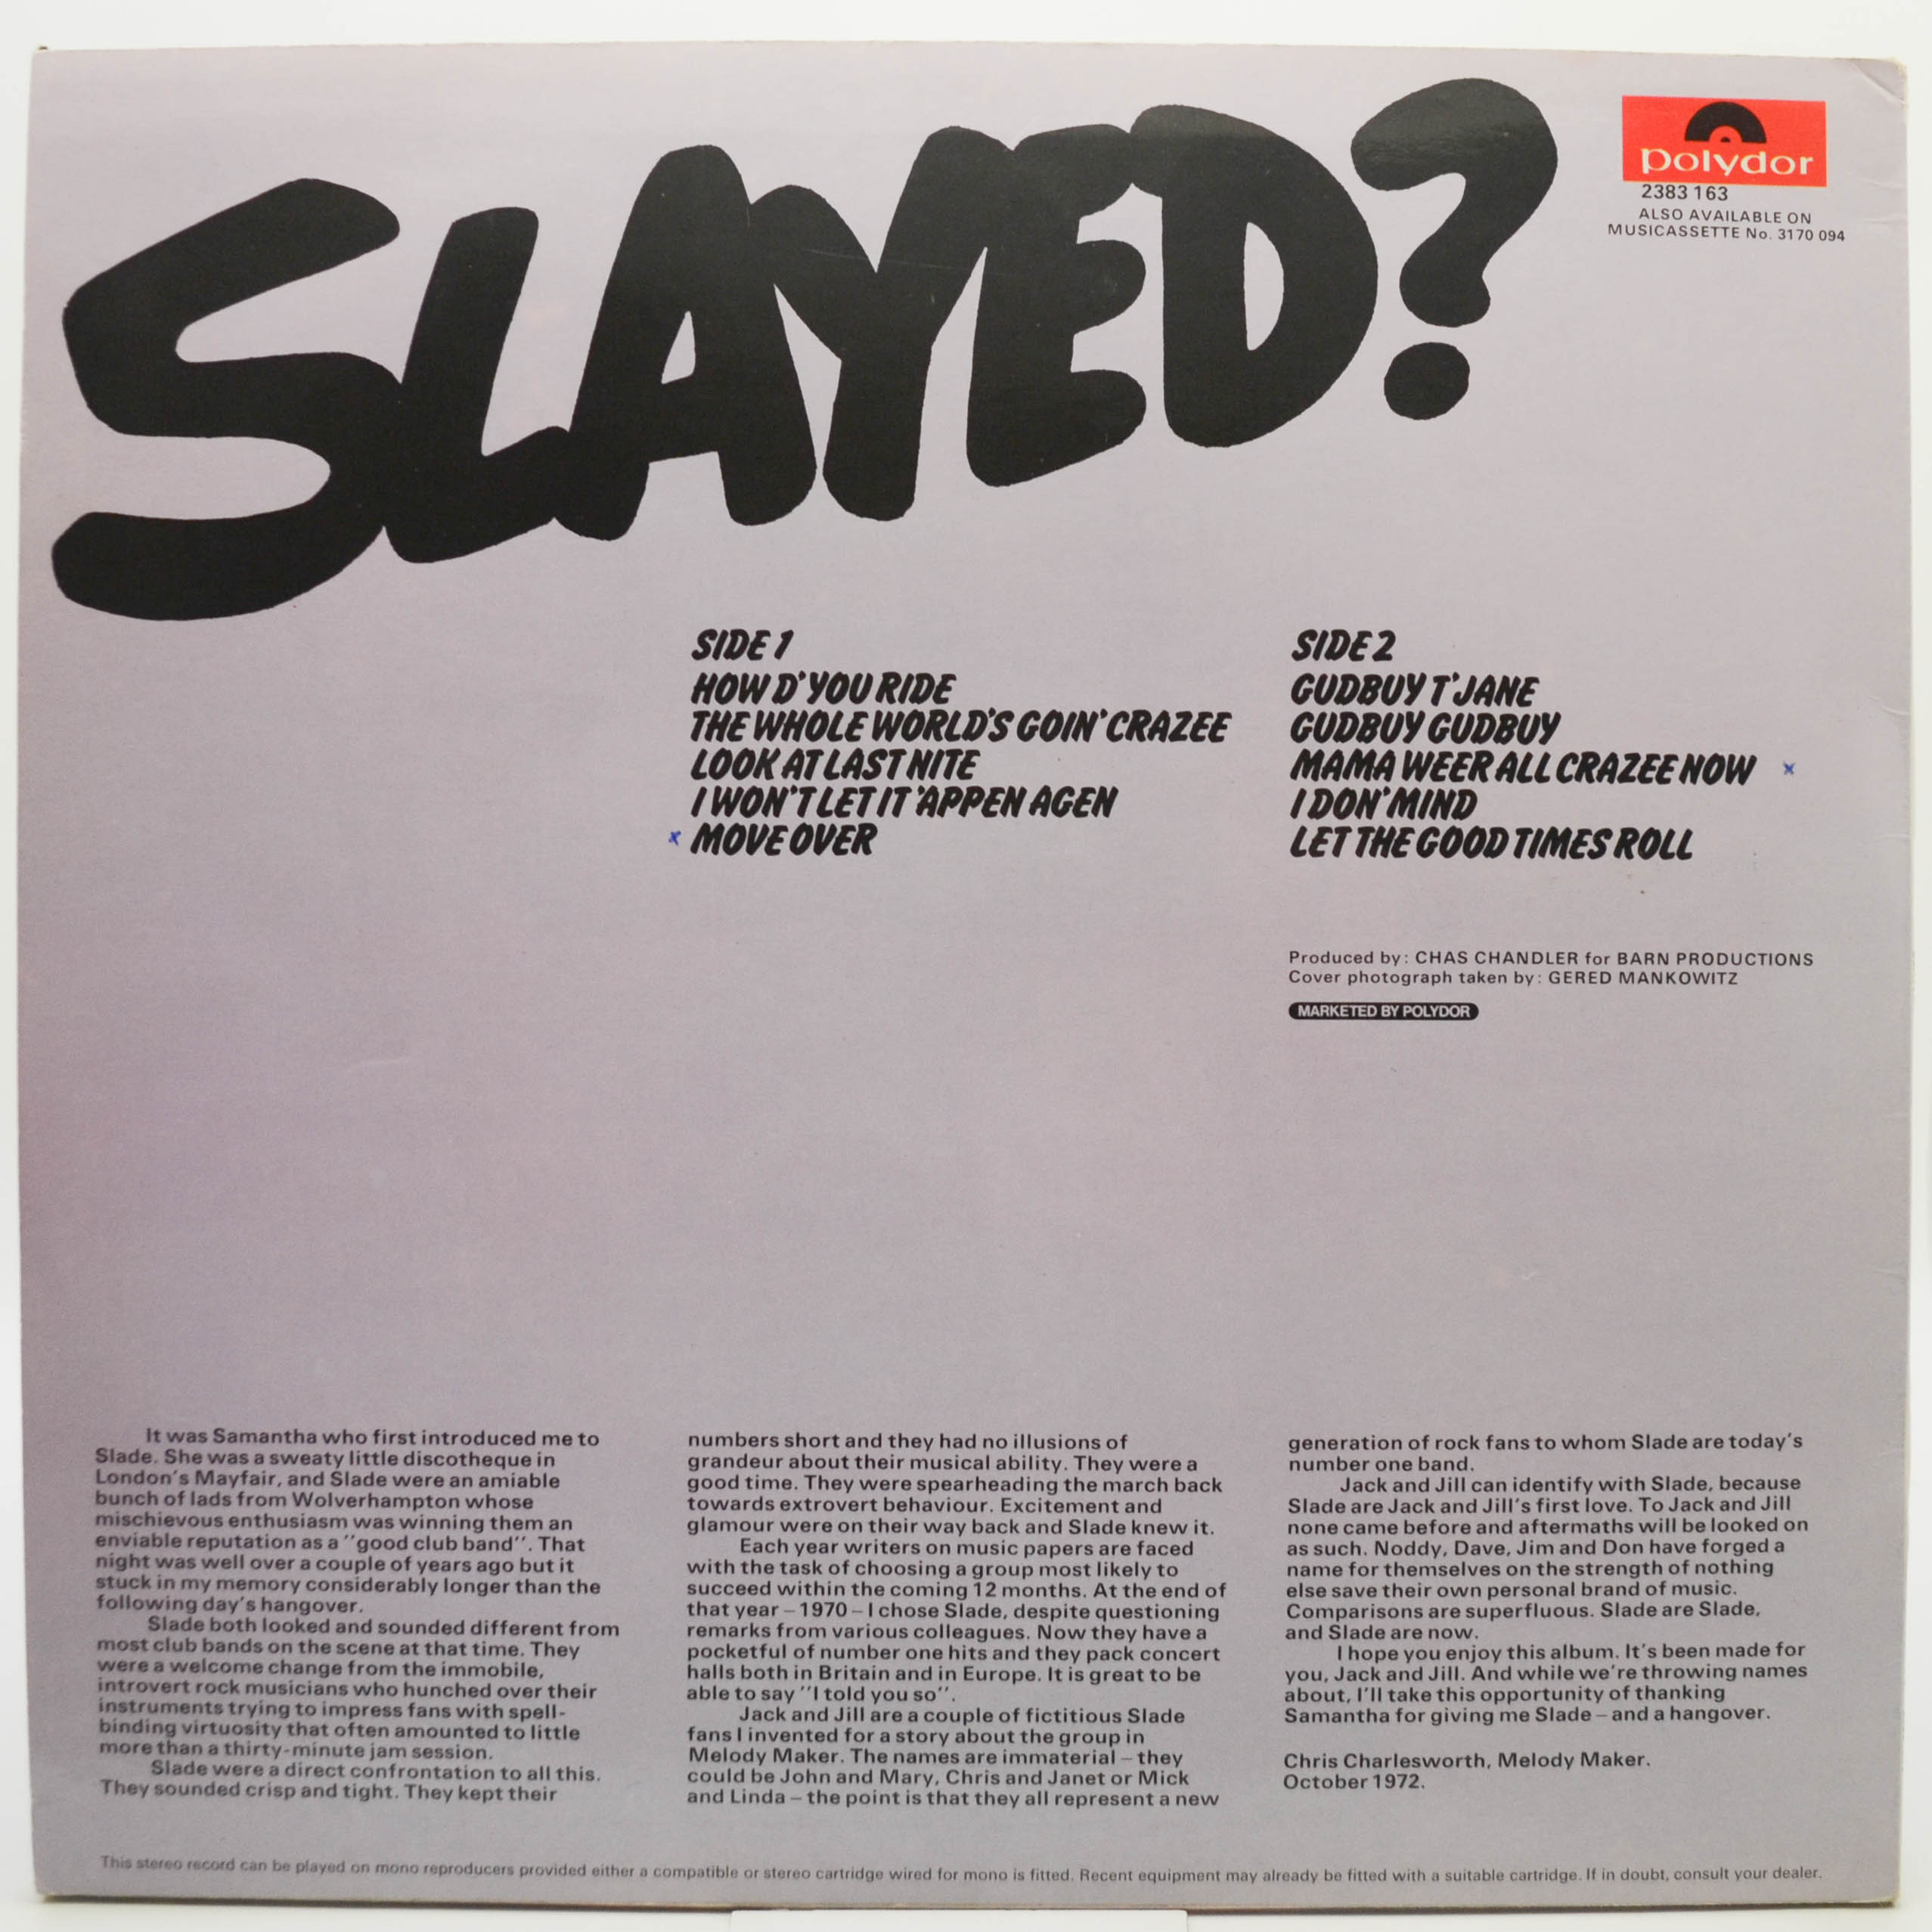 SLAYED?
polydor
2383 163
ALSO AVAILABLE ON
MUSICASSETTE No. 3170 094
SIDE 1
HOW D'YOU RIDE
THE WHOLE WORLD'S GOIN' CRAZEE
LOOK AT LAST NITE
I WON'T LET IT 'APPEN AGEN
x MOVE OVER
SIDE 2
GUDBUY T'JANE
GUDBUY GUDBUY
MAMA WEER ALL CRAZEE NOW x
I DON' MIND
LET THE GOOD TIMES ROLL
Produced by: CHAS CHANDLER for BARN PRODUCTIONS
Cover photograph taken by: GERED MANKOWITZ
MARKETED BY POLYDOR
It was Samantha who first introduced me to
Slade. She was a sweaty little discotheque in
London's Mayfair, and Slade were an amiable
bunch of lads from Wolverhampton whose
mischievous enthusiasm was winning them an
enviable reputation as a "good club band". That
night was well over a couple of years ago but it
stuck in my memory considerably longer than the
following day's hangover.
Slade both looked and sounded different from
most club bands on the scene at that time. They
were a welcome change from the immobile,
introvert rock musicians who hunched over their
instruments trying to impress fans with spell-
binding virtuosity that often amounted to little
more than a thirty-minute jam session.
Slade were a direct confrontation to all this.
They sounded crisp and tight. They kept their
numbers short and they had no illusions of
grandeur about their musical ability. They were a
good time. They were spearheading the march back
towards extrovert behaviour. Excitement and
glamour were on their way back and Slade knew it.
Each year writers on music papers are faced
with the task of choosing a group most likely to
succeed within the coming 12 months. At the end of
that year – 1970 – I chose Slade, despite questioning
remarks from various colleagues. Now they have a
pocketful of number one hits and they pack concert
halls both in Britain and in Europe. It is great to be
able to say "I told you so".
Jack and Jill are a couple of fictitious Slade
fans I invented for a story about the group in
Melody Maker. The names are immaterial – they
could be John and Mary, Chris and Janet or Mick
and Linda – the point is that they all represent a new
generation of rock fans to whom Slade are today's
number one band.
Jack and Jill can identify with Slade, because
Slade are Jack and Jill's first love. To Jack and Jill
none came before and aftermaths will be looked on
as such. Noddy, Dave, Jim and Don have forged a
name for themselves on the strength of nothing
else save their own personal brand of music.
Comparisons are superfluous. Slade are Slade,
and Slade are now.
I hope you enjoy this album. It's been made for
you, Jack and Jill. And while we're throwing names
about, I'll take this opportunity of thanking
Samantha for giving me Slade – and a hangover.
Chris Charlesworth, Melody Maker.
October 1972.
This stereo record can be played on mono reproducers provided either a compatible or stereo cartridge wired for mono is fitted. Recent equipment may already be fitted with a suitable cartridge. If in doubt, consult your dealer.